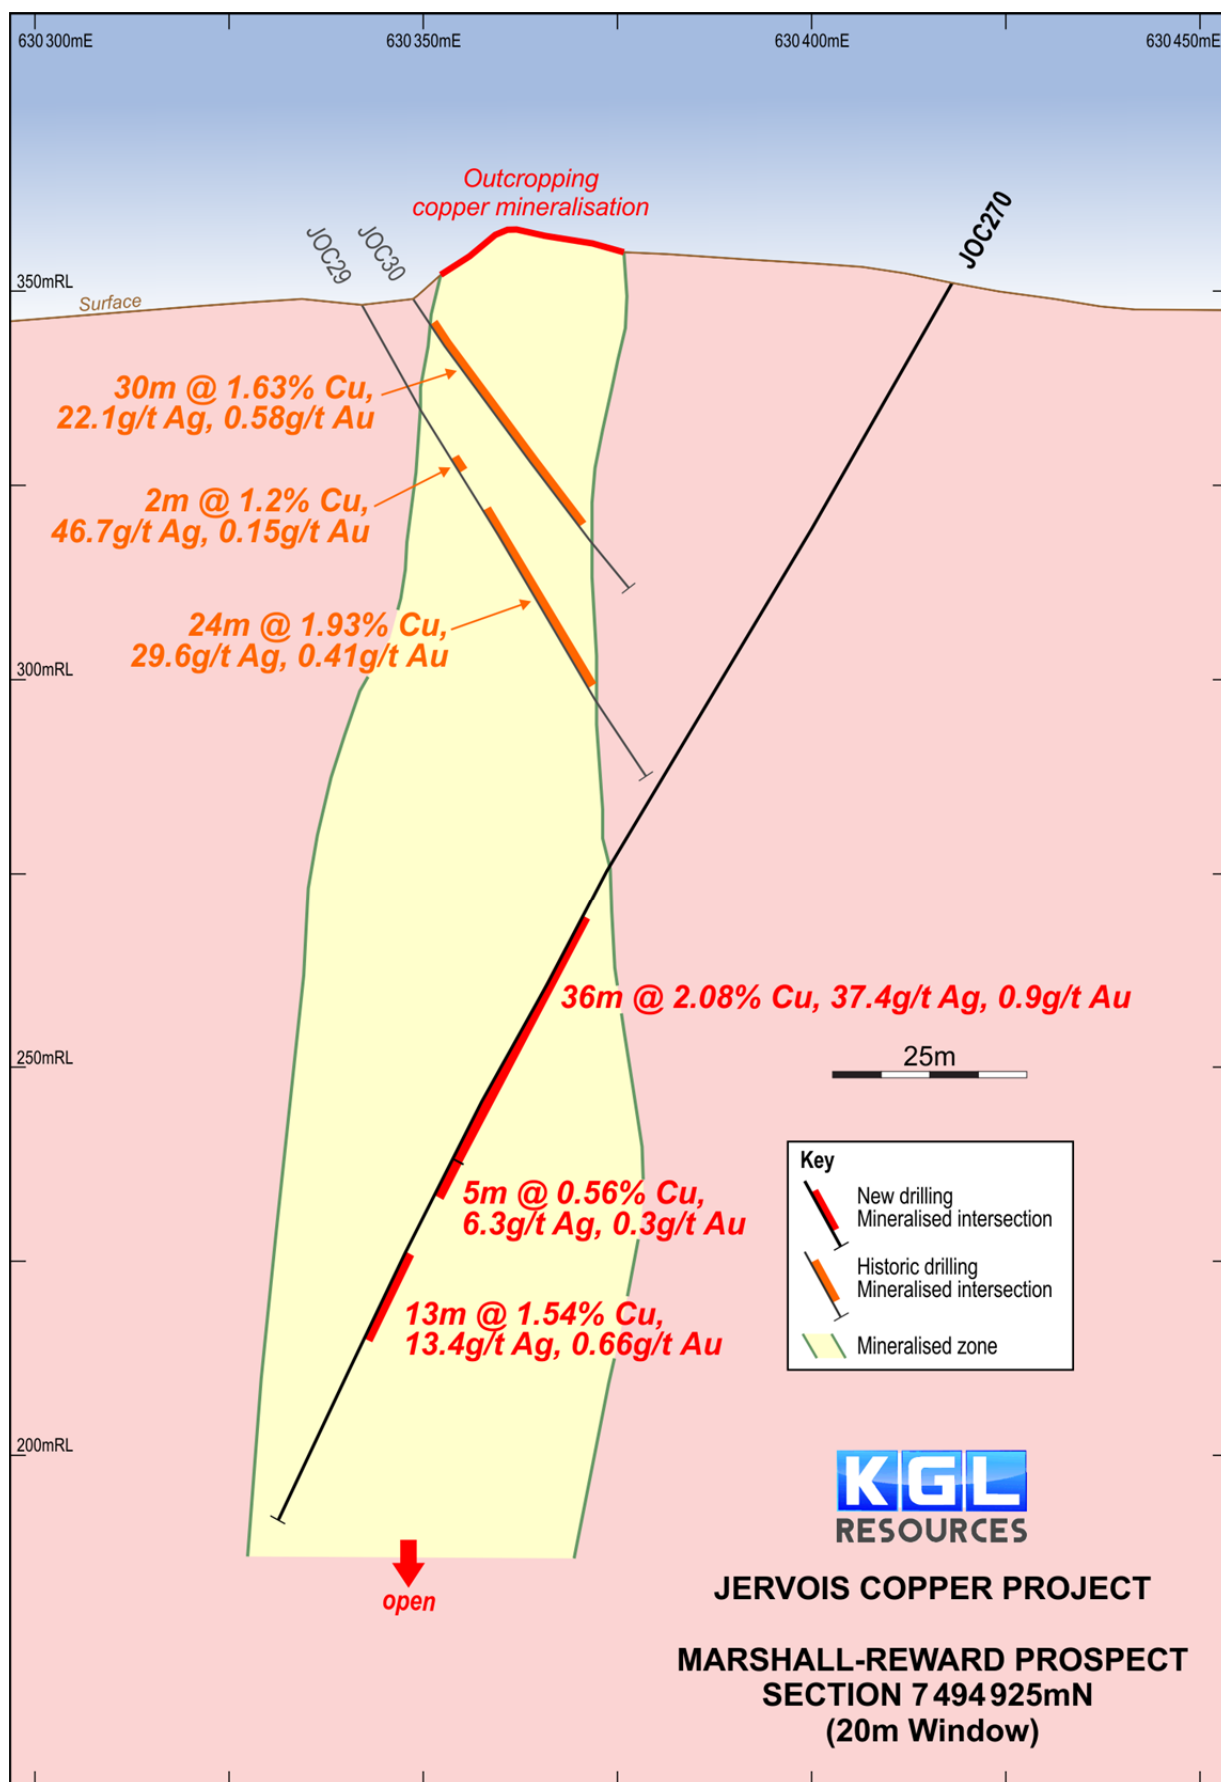 630 300mE
630 350mE
630 400mE
630 450mE
Outcropping
copper mineralisation
JOC29
JOC30
JOC270
350mRL
Surface
30m @ 1.63% Cu,
22.1g/t Ag, 0.58g/t Au
2m @ 1.2% Cu,
46.7g/t Ag, 0.15g/t Au
24m @ 1.93% Cu,
29.6g/t Ag, 0.41g/t Au
300mRL
36m @ 2.08% Cu, 37.4g/t Ag, 0.9g/t Au
250mRL
25m
5m @ 0.56% Cu,
6.3g/t Ag, 0.3g/t Au
13m @ 1.54% Cu,
13.4g/t Ag, 0.66g/t Au
Key
New drilling
Mineralised intersection
Historic drilling
Mineralised intersection
Mineralised zone
200mRL
KGL
RESOURCES
open
JERVOIS COPPER PROJECT
MARSHALL-REWARD PROSPECT
SECTION 7 494 925mN
(20m Window)